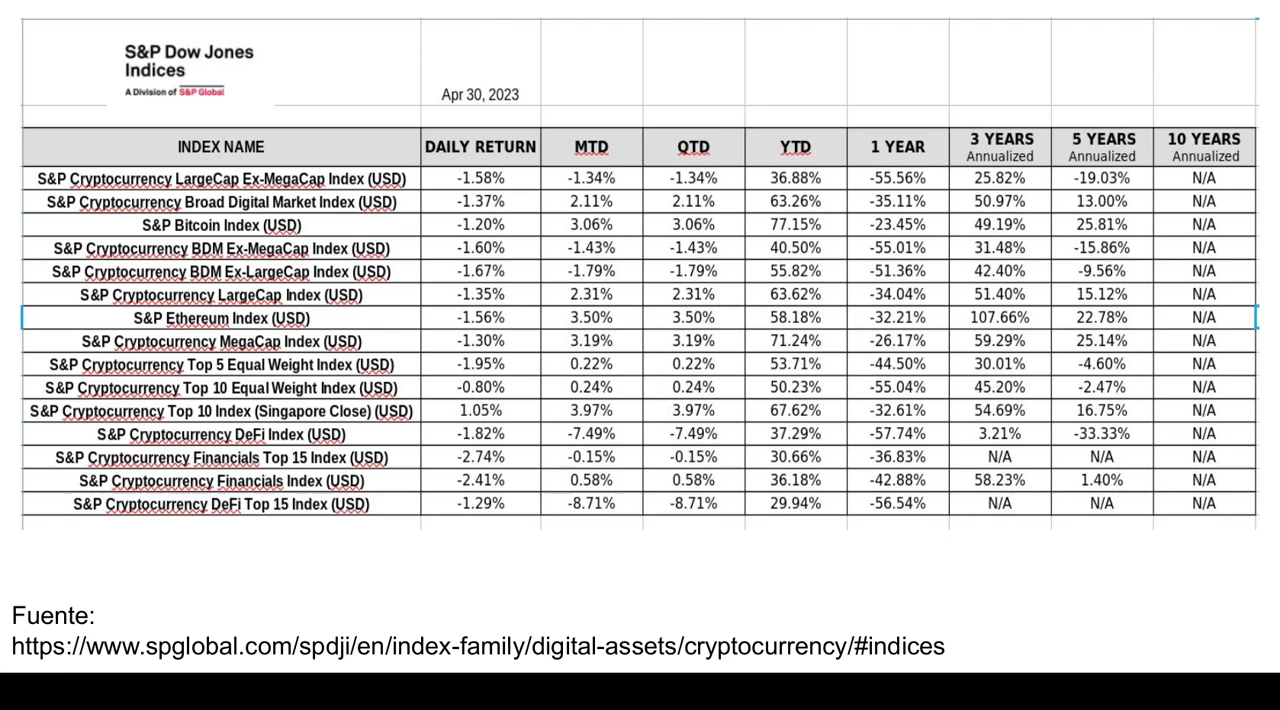 S&P Dow Jones
Indices
A Division of S&P Global
Apr 30, 2023
INDEX NAME DAILY RETURN MTD QTD YTD 1 YEAR 3 YEARS Annualized 5 YEARS Annualized 10 YEARS Annualized
S&P Cryptocurrency LargeCap Ex-MegaCap Index (USD) -1.58% -1.34% -1.34% 36.88% -55.56% 25.82% -19.03% N/A
S&P Cryptocurrency Broad Digital Market Index (USD) -1.37% 2.11% 2.11% 63.26% -35.11% 50.97% 13.00% N/A
S&P Bitcoin Index (USD) -1.20% 3.06% 3.06% 77.15% -23.45% 49.19% 25.81% N/A
S&P Cryptocurrency BDM Ex-MegaCap Index (USD) -1.60% -1.43% -1.43% 40.50% -55.01% 31.48% -15.86% N/A
S&P Cryptocurrency BDM Ex-LargeCap Index (USD) -1.67% -1.79% -1.79% 55.82% -51.36% 42.40% -9.56% N/A
S&P Cryptocurrency LargeCap Index (USD) -1.35% 2.31% 2.31% 63.62% -34.04% 51.40% 15.12% N/A
S&P Ethereum Index (USD) -1.56% 3.50% 3.50% 58.18% -32.21% 107.66% 22.78% N/A
S&P Cryptocurrency MegaCap Index (USD) -1.30% 3.19% 3.19% 71.24% -26.17% 59.29% 25.14% N/A
S&P Cryptocurrency Top 5 Equal Weight Index (USD) -1.95% 0.22% 0.22% 53.71% -44.50% 30.01% -4.60% N/A
S&P Cryptocurrency Top 10 Equal Weight Index (USD) -0.80% 0.24% 0.24% 50.23% -55.04% 45.20% -2.47% N/A
S&P Cryptocurrency Top 10 Index (Singapore Close) (USD) 1.05% 3.97% 3.97% 67.62% -32.61% 54.69% 16.75% N/A
S&P Cryptocurrency DeFi Index (USD) -1.82% -7.49% -7.49% 37.29% -57.74% 3.21% -33.33% N/A
S&P Cryptocurrency Financials Top 15 Index (USD) -2.74% -0.15% -0.15% 30.66% -36.83% N/A N/A N/A
S&P Cryptocurrency Financials Index (USD) -2.41% 0.58% 0.58% 36.18% -42.88% 58.23% 1.40% N/A
S&P Cryptocurrency DeFi Top 15 Index (USD) -1.29% -8.71% -8.71% 29.94% -56.54% N/A N/A N/A
Fuente:
https://www.spglobal.com/spdji/en/index-family/digital-assets/cryptocurrency/#indices